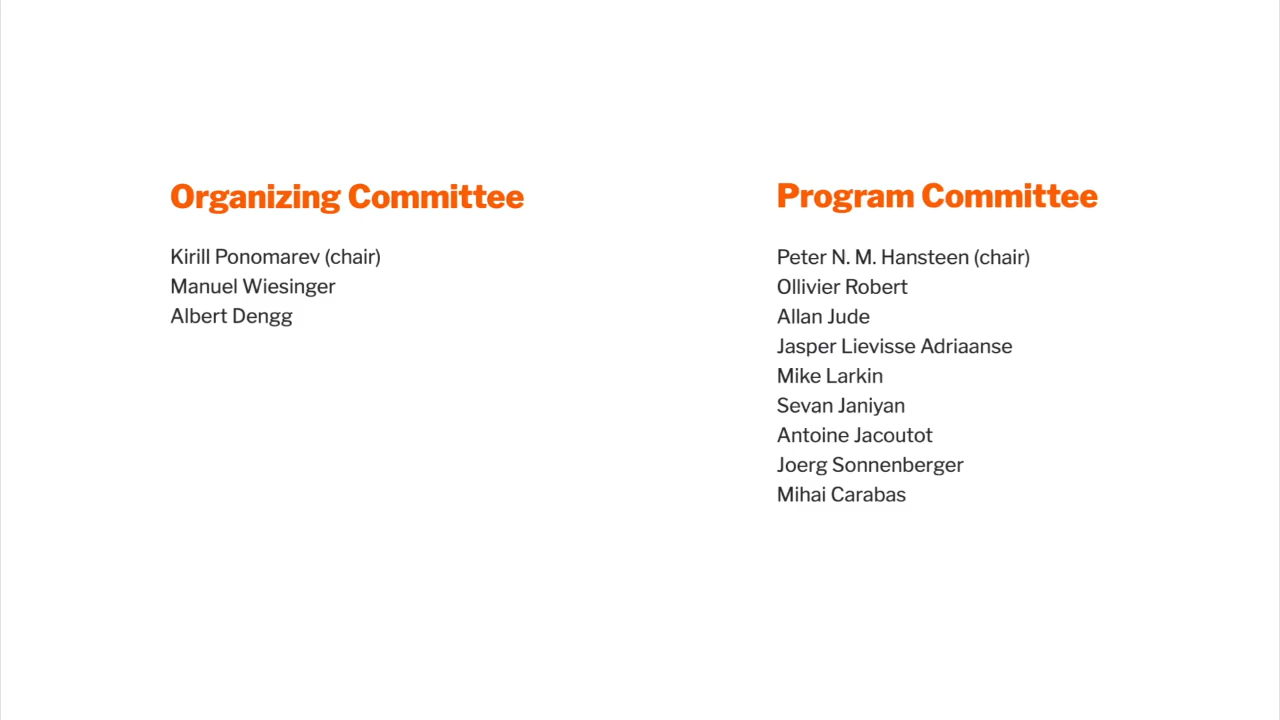 Organizing Committee
Kirill Ponomarev (chair)
Manuel Wiesinger
Albert Dengg
Program Committee
Peter N. M. Hansteen (chair)
Ollivier Robert
Allan Jude
Jasper Lievisse Adriaanse
Mike Larkin
Sevan Janiyan
Antoine Jacoutot
Joerg Sonnenberger
Mihai Carabas